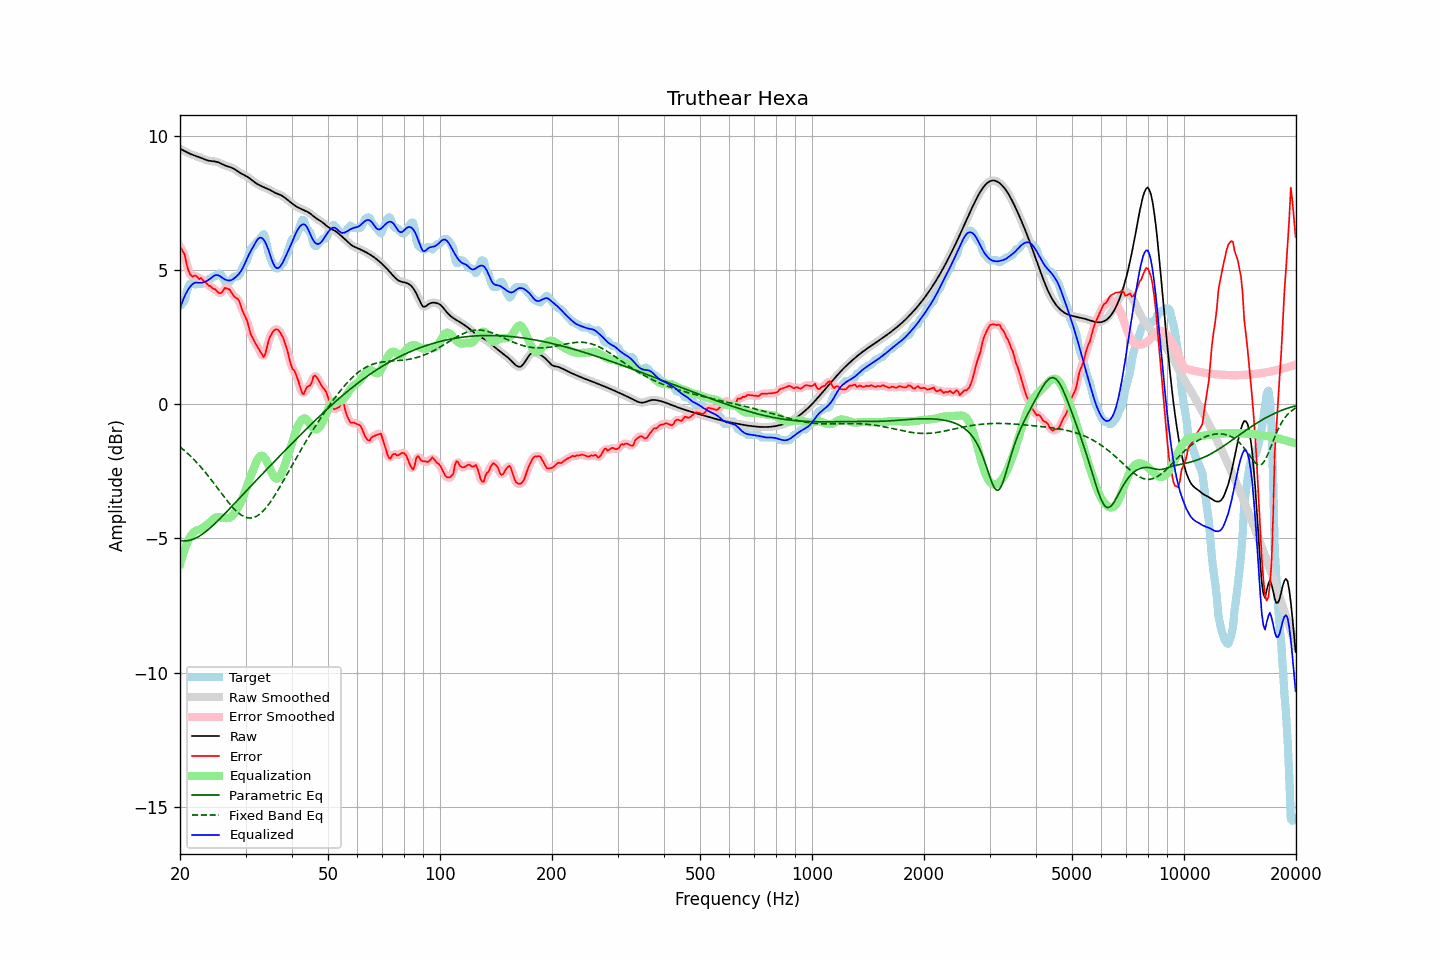 Truthear Hexa
Amplitude (dBr)
10
5
0
−5
−10
−15
Target
Raw Smoothed
Error Smoothed
Raw
Error
Equalization
Parametric Eq
Fixed Band Eq
Equalized
20 50 100 200 500 1000 2000 5000 10000 20000
Frequency (Hz)